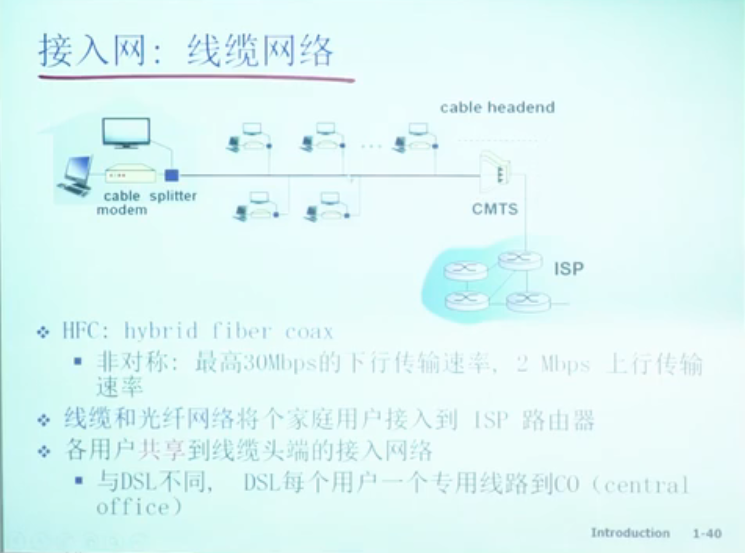 接入网: 线缆网络
cable headend
cable modem
splitter
...
CMTS
ISP
HFC: hybrid fiber coax
非对称: 最高30Mbps的下行传输速率, 2 Mbps 上行传输
速率
线缆和光纤网络将个家庭用户接入到 ISP 路由器
各用户共享到线缆头端的接入网络
与DSL不同, DSL每个用户一个专用线路到CO (central
office)
Introduction 1-40